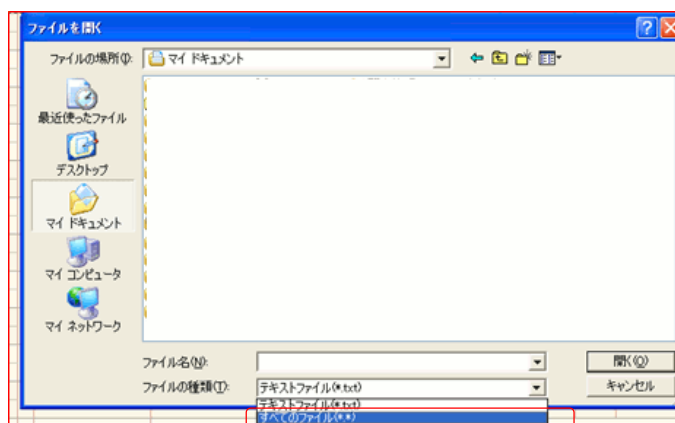 ファイルを開く
ファイルの場所(I):
マイ ドキュメント
最近使ったファイル
デスクトップ
マイ ドキュメント
マイ コンピュータ
マイ ネットワーク
ファイル名(N):
開く(O)
ファイルの種類(T):
テキストファイル(*.txt)
キャンセル
テキストファイル(*.txt)
すべてのファイル(*.*)